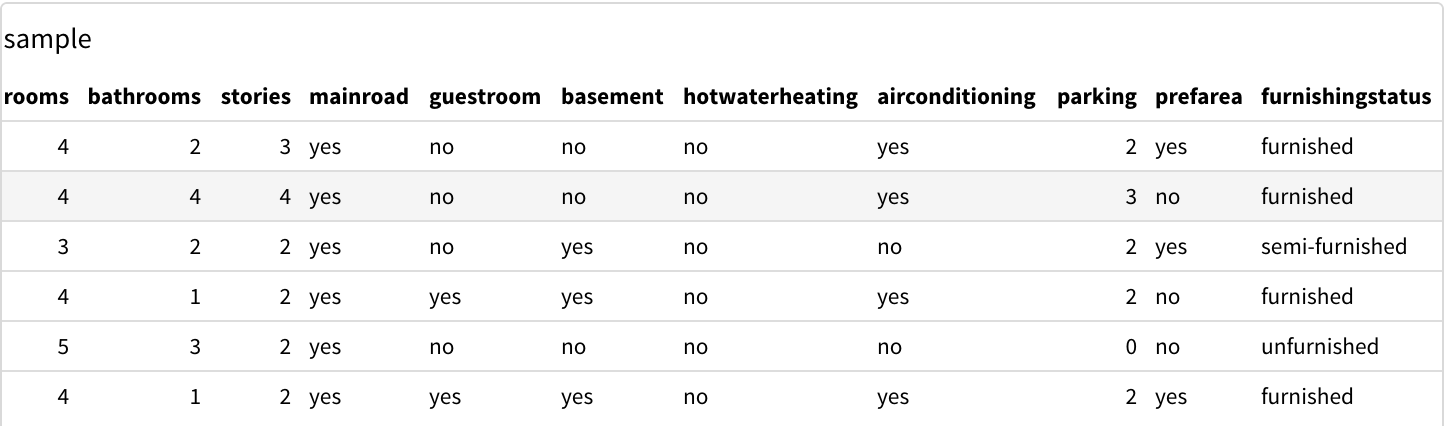 sample
rooms bathrooms stories mainroad guestroom basement hotwaterheating airconditioning parking prefarea furnishingstatus
4 2 3 yes no no no yes 2 yes furnished
4 4 4 yes no no no yes 3 no furnished
3 2 2 yes no yes no no 2 yes semi-furnished
4 1 2 yes yes yes no yes 2 no furnished
5 3 2 yes no no no no 0 no unfurnished
4 1 2 yes yes yes no yes 2 yes furnished